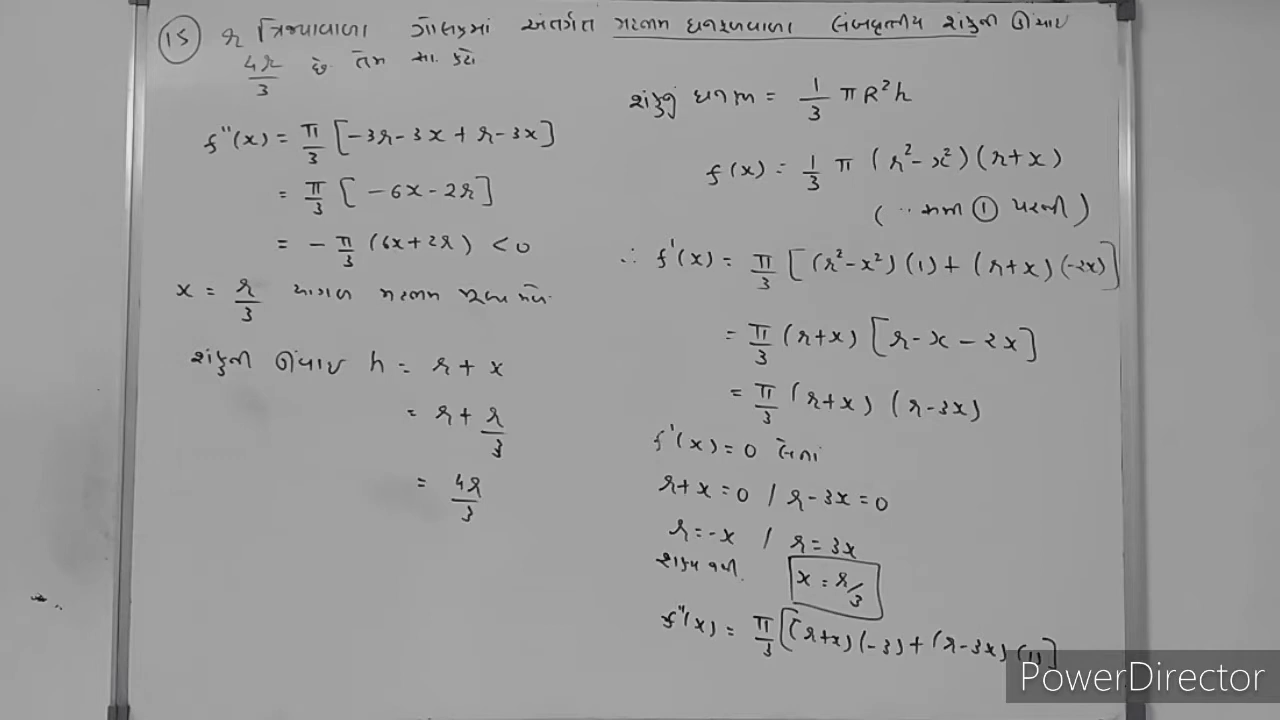 15 r ત્રિજ્યાવાળા ગોલકમાં અંતર્ગત મહત્તમ ઘનફળવાળા લંબવૃત્તીય શંકુની ઊંચાઈ
4r/3 છે તેમ સા. કરો
શંકુનું ઘનફળ = 1/3 π R²h
f(x) = 1/3 π (r² - x²)(r+x)
(∵ 1 પરથી)
∴ f'(x) = π/3 [(r² - x²)(1) + (r+x)(-2x)]
= π/3 (r+x) [r - x - 2x]
= π/3 (r+x) (r-3x)
f'(x) = 0 લેતાં
r+x = 0 / r-3x = 0
r = -x / r = 3x
શક્ય નથી. x = r/3
f''(x) = π/3 [(r+x)(-3) + (r-3x)(1)]
f''(x) = π/3 [-3r - 3x + r - 3x]
= π/3 [-6x - 2r]
= - π/3 (6x + 2r) < 0
x = r/3 આગળ મહત્તમ મૂલ્ય મળે.
શંકુની ઊંચાઈ h = r + x
= r + r/3
= 4r/3
PowerDirector